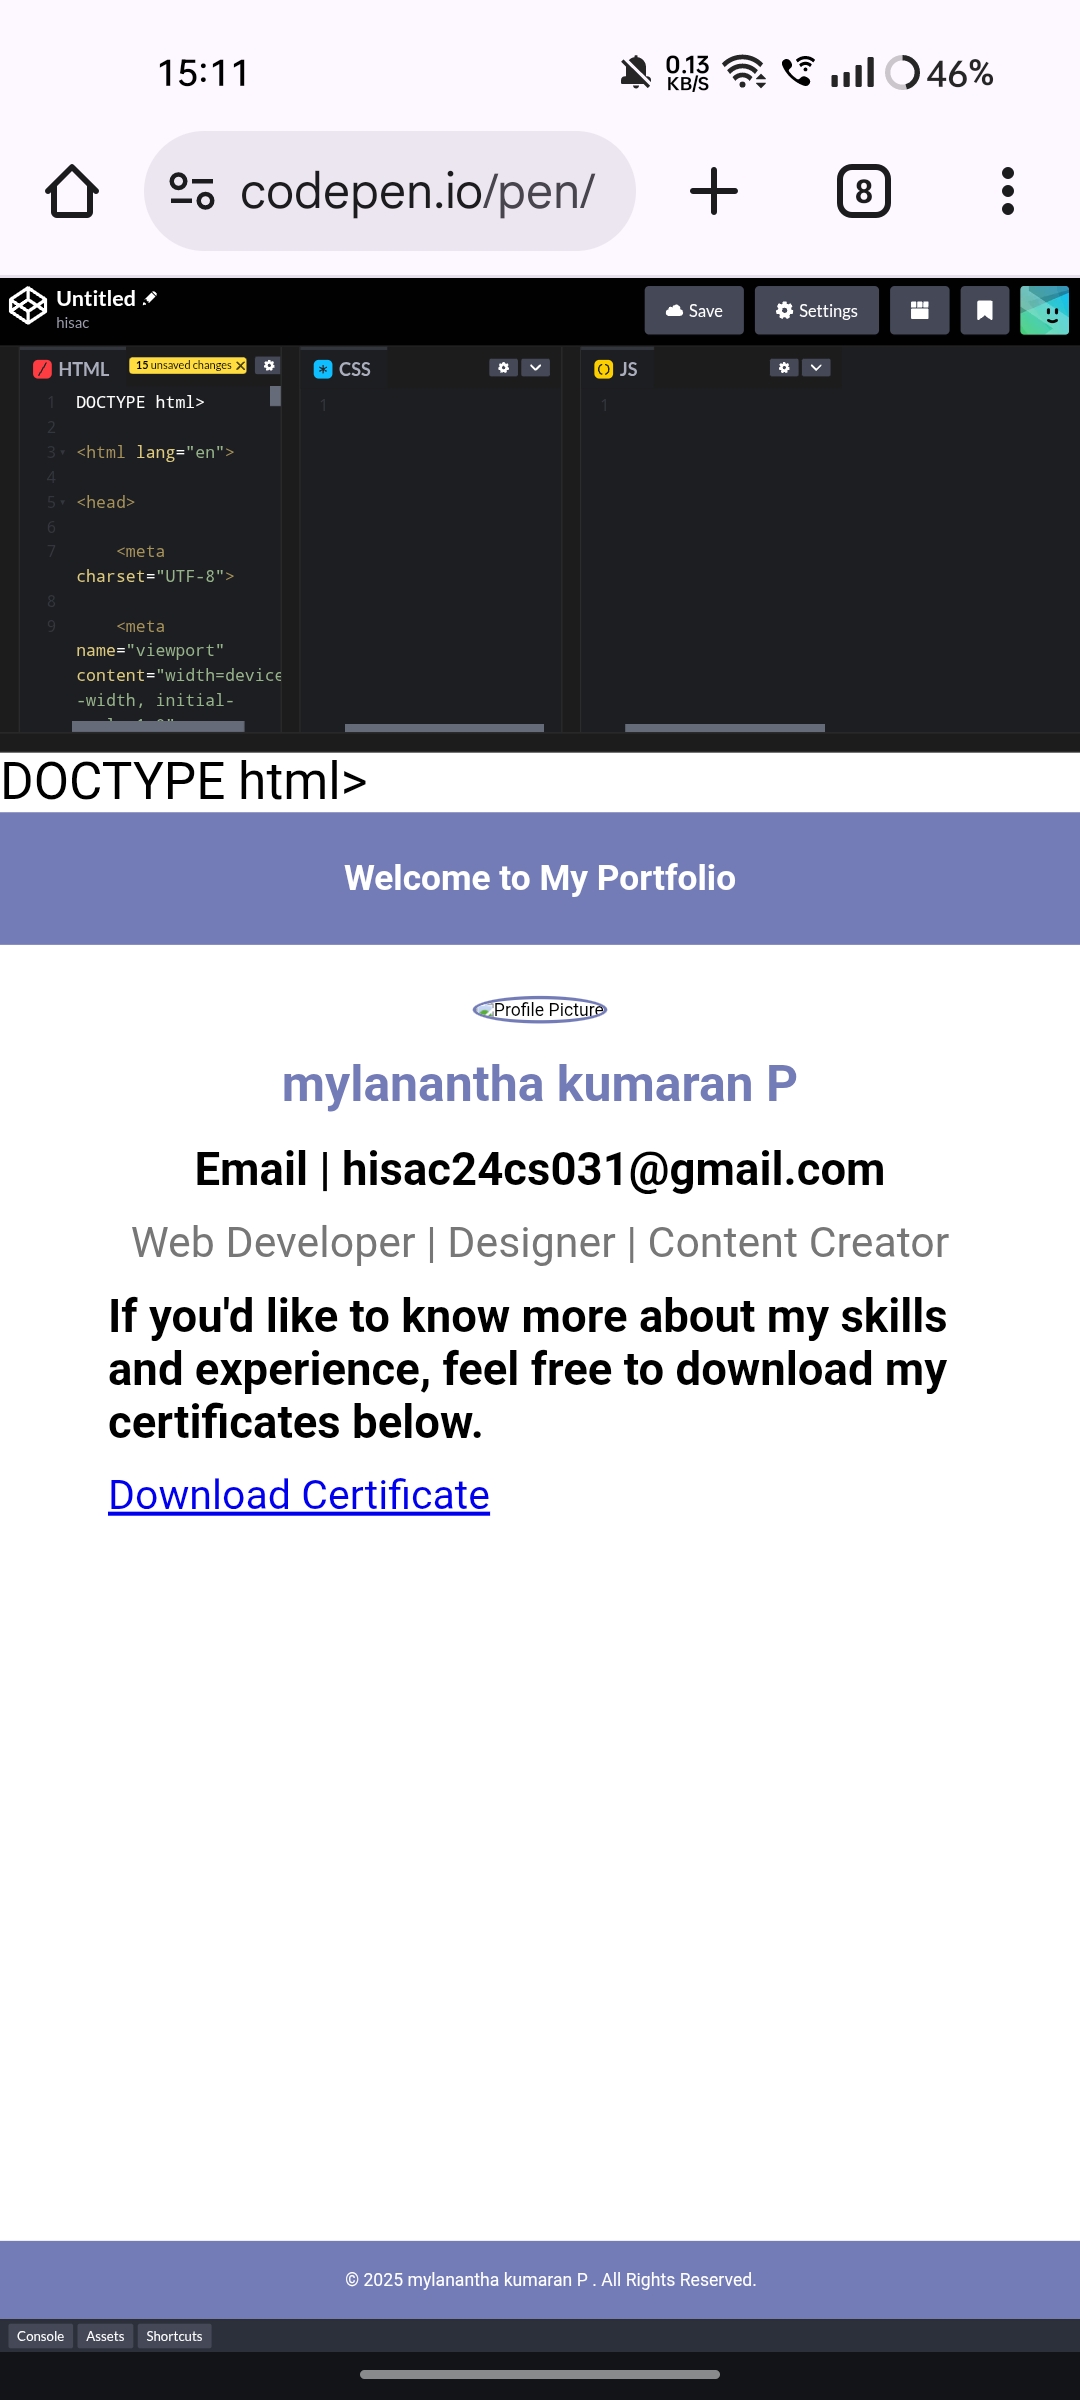 15:11
0.13
KB/S
46%
codepen.io/pen/
8
Untitled
hisac
Save
Settings
HTML
15 unsaved changes X
CSS
JS
1 DOCTYPE html>
2
3 <html lang="en">
4
5 <head>
6
7 <meta
charset="UTF-8">
8
9 <meta
name="viewport"
content="width=device
-width, initial-
1
1
DOCTYPE html>
Welcome to My Portfolio
Profile Picture
mylanantha kumaran P
Email | hisac24cs031@gmail.com
Web Developer | Designer | Content Creator
If you'd like to know more about my skills
and experience, feel free to download my
certificates below.
Download Certificate
© 2025 mylanantha kumaran P . All Rights Reserved.
Console
Assets
Shortcuts